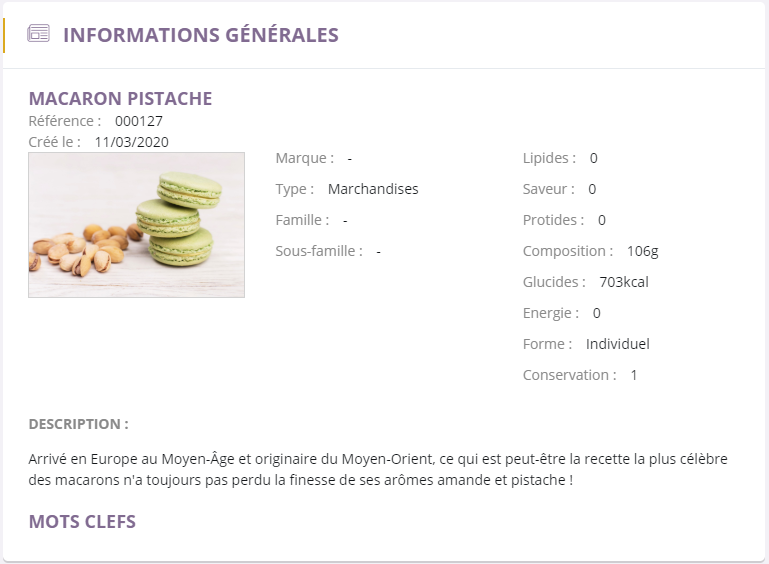 INFORMATIONS GÉNÉRALES
MACARON PISTACHE
Référence : 000127
Créé le : 11/03/2020
Marque : -
Type : Marchandises
Famille : -
Sous-famille : -
Lipides : 0
Saveur : 0
Protides : 0
Composition : 106g
Glucides : 703kcal
Energie : 0
Forme : Individuel
Conservation : 1
DESCRIPTION :
Arrivé en Europe au Moyen-Âge et originaire du Moyen-Orient, ce qui est peut-être la recette la plus célèbre
des macarons n'a toujours pas perdu la finesse de ses arômes amande et pistache !
MOTS CLEFS